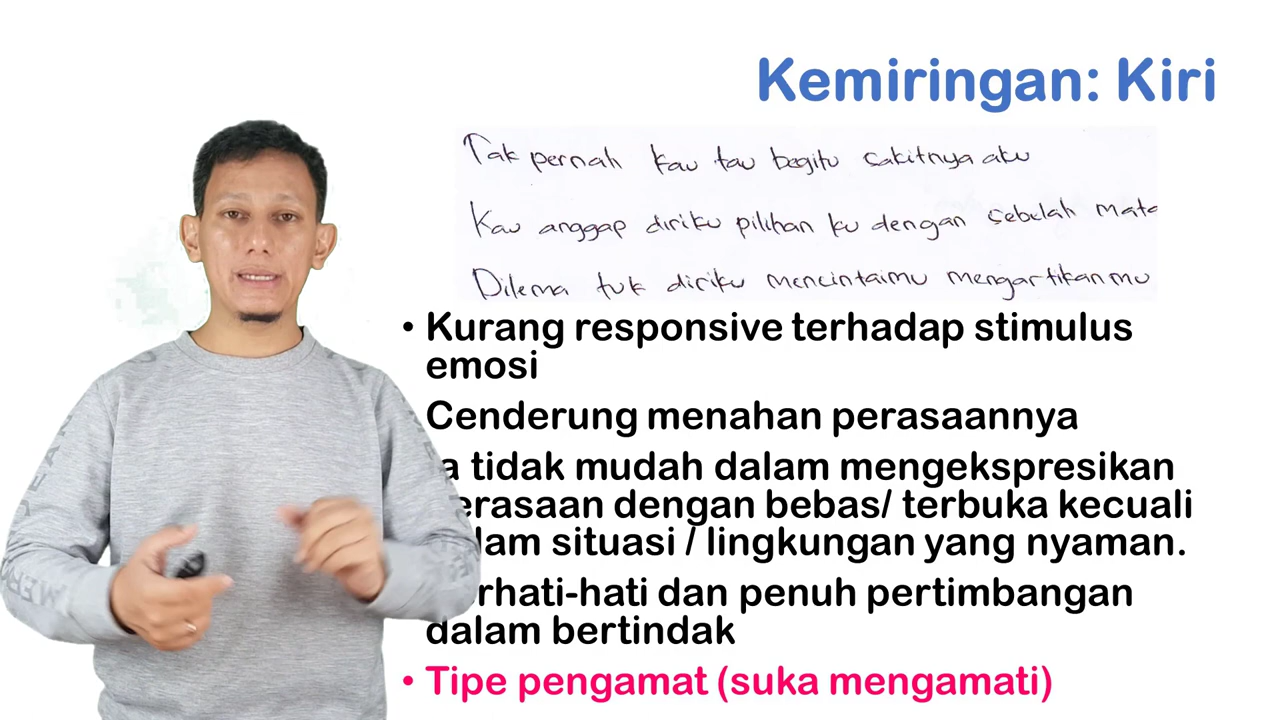 Kemiringan: Kiri
Tak pernah kau tau begitu sakitnya aku
Kau anggap diriku pilihan ku dengan sebelah mata
Dilema tuk diriku mencintaimu mengartikanmu
• Kurang responsive terhadap stimulus
emosi
Cenderung menahan perasaannya
a tidak mudah dalam mengekspresikan
erasaan dengan bebas/ terbuka kecuali
lam situasi / lingkungan yang nyaman.
rhati-hati dan penuh pertimbangan
dalam bertindak
• Tipe pengamat (suka mengamati)